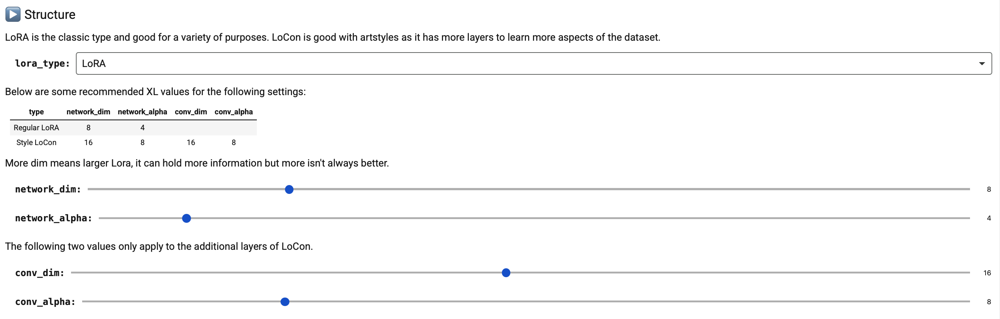 Structure
LoRA is the classic type and good for a variety of purposes. LoCon is good with artstyles as it has more layers to learn more aspects of the dataset.
lora_type: LoRA
Below are some recommended XL values for the following settings:
type network_dim network_alpha conv_dim conv_alpha
Regular LoRA 8 4
Style LoCon 16 8 16 8
More dim means larger Lora, it can hold more information but more isn't always better.
network_dim: 8
network_alpha: 4
The following two values only apply to the additional layers of LoCon.
conv_dim: 16
conv_alpha: 8